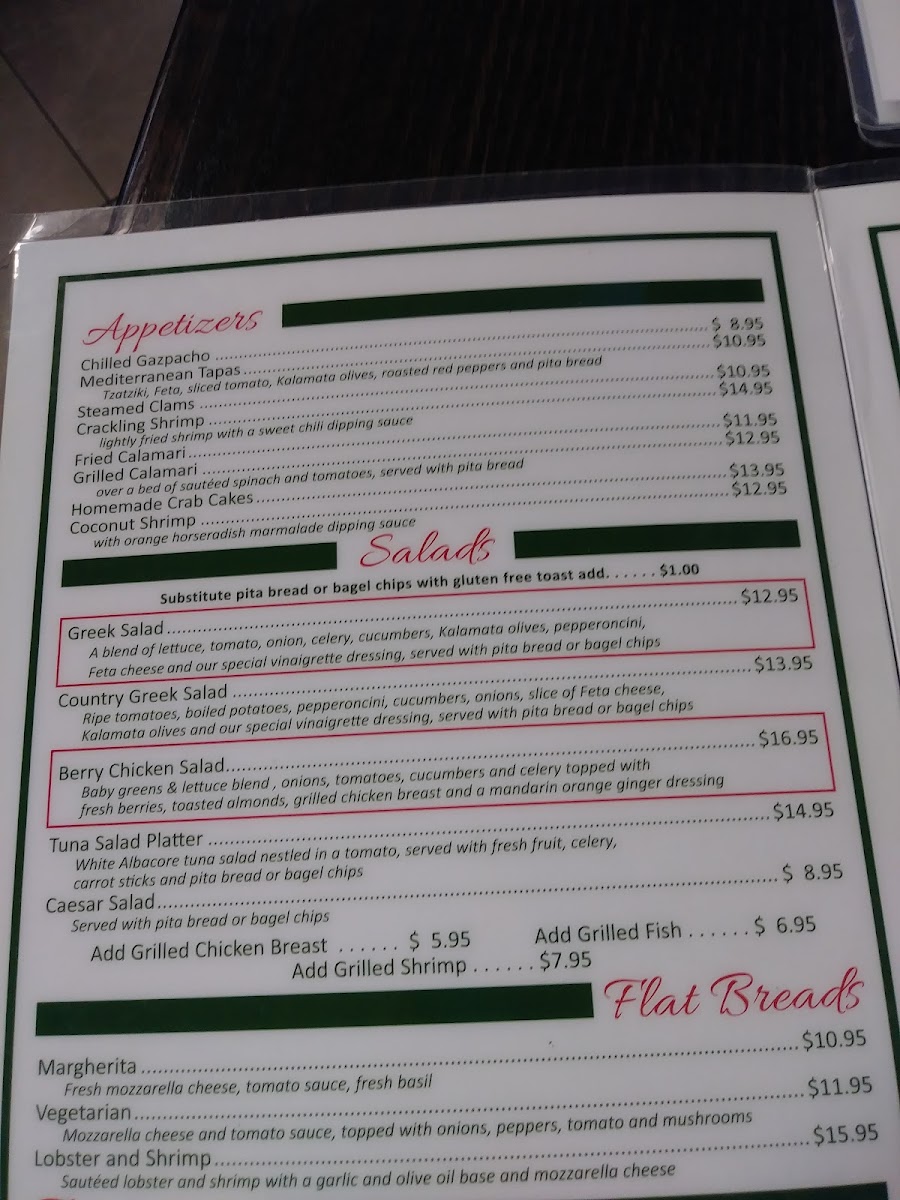 Appetizers
Chilled Gazpacho ........ $ 8.95
Mediterranean Tapas ........ $10.95
Tzatziki, Feta, sliced tomato, Kalamata olives, roasted red peppers and pita bread
Steamed Clams ........ $10.95
Crackling Shrimp ........ $14.95
lightly fried shrimp with a sweet chili dipping sauce
Fried Calamari ........ $11.95
Grilled Calamari ........ $12.95
over a bed of sautéed spinach and tomatoes, served with pita bread
Homemade Crab Cakes ........ $13.95
Coconut Shrimp ........ $12.95
with orange horseradish marmalade dipping sauce
Salads
Substitute pita bread or bagel chips with gluten free toast add. . . . . . $1.00
Greek Salad ........ $12.95
A blend of lettuce, tomato, onion, celery, cucumbers, Kalamata olives, pepperoncini,
Feta cheese and our special vinaigrette dressing, served with pita bread or bagel chips
Country Greek Salad ........ $13.95
Ripe tomatoes, boiled potatoes, pepperoncini, cucumbers, onions, slice of Feta cheese,
Kalamata olives and our special vinaigrette dressing, served with pita bread or bagel chips
Berry Chicken Salad ........ $16.95
Baby greens & lettuce blend , onions, tomatoes, cucumbers and celery topped with
fresh berries, toasted almonds, grilled chicken breast and a mandarin orange ginger dressing
Tuna Salad Platter ........ $14.95
White Albacore tuna salad nestled in a tomato, served with fresh fruit, celery,
carrot sticks and pita bread or bagel chips
Caesar Salad ........ $ 8.95
Served with pita bread or bagel chips
Add Grilled Chicken Breast . . . . . . $ 5.95 Add Grilled Fish . . . . . . $ 6.95
Add Grilled Shrimp . . . . . . $7.95
Flat Breads
Margherita ........ $10.95
Fresh mozzarella cheese, tomato sauce, fresh basil
Vegetarian ........ $11.95
Mozzarella cheese and tomato sauce, topped with onions, peppers, tomato and mushrooms
Lobster and Shrimp ........ $15.95
Sautéed lobster and shrimp with a garlic and olive oil base and mozzarella cheese